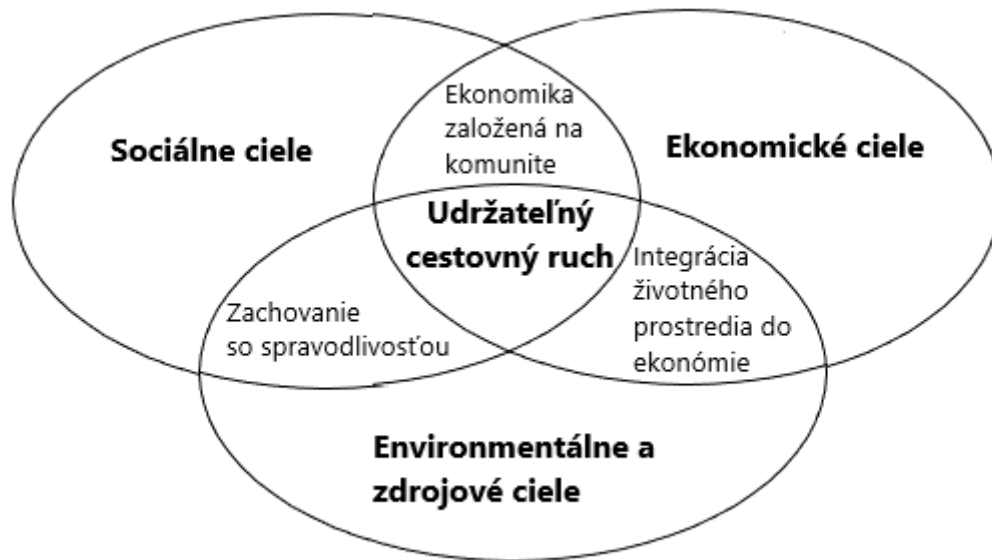 Ekonomika
založená na
komunite
Sociálne ciele
Ekonomické ciele
Udržateľný
cestovný ruch
Integrácia
životného
prostredia do
ekonómie
Zachovanie
so spravodlivosťou
Environmentálne a
zdrojové ciele